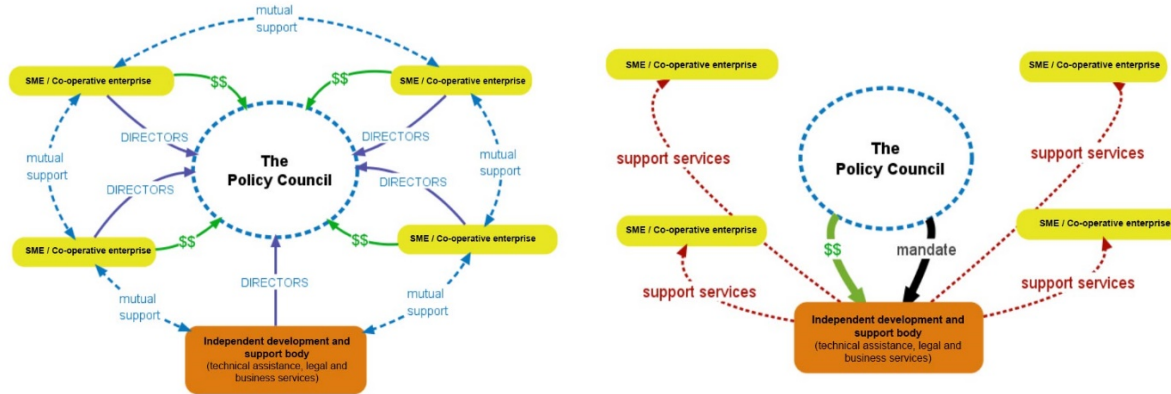 mutual
support
SME / Co-operative enterprise
$$
$$
SME / Co-operative enterprise
DIRECTORS
DIRECTORS
mutual
support
The
Policy Council
mutual
support
DIRECTORS
DIRECTORS
SME / Co-operative enterprise
$$
$$
SME / Co-operative enterprise
DIRECTORS
mutual
support
mutual
support
Independent development and
support body
(technical assistance, legal and
business services)
SME / Co-operative enterprise
SME / Co-operative enterprise
The
Policy Council
support services
support services
SME / Co-operative enterprise
SME / Co-operative enterprise
$$
mandate
support services
support services
Independent development and
support body
(technical assistance, legal and
business services)